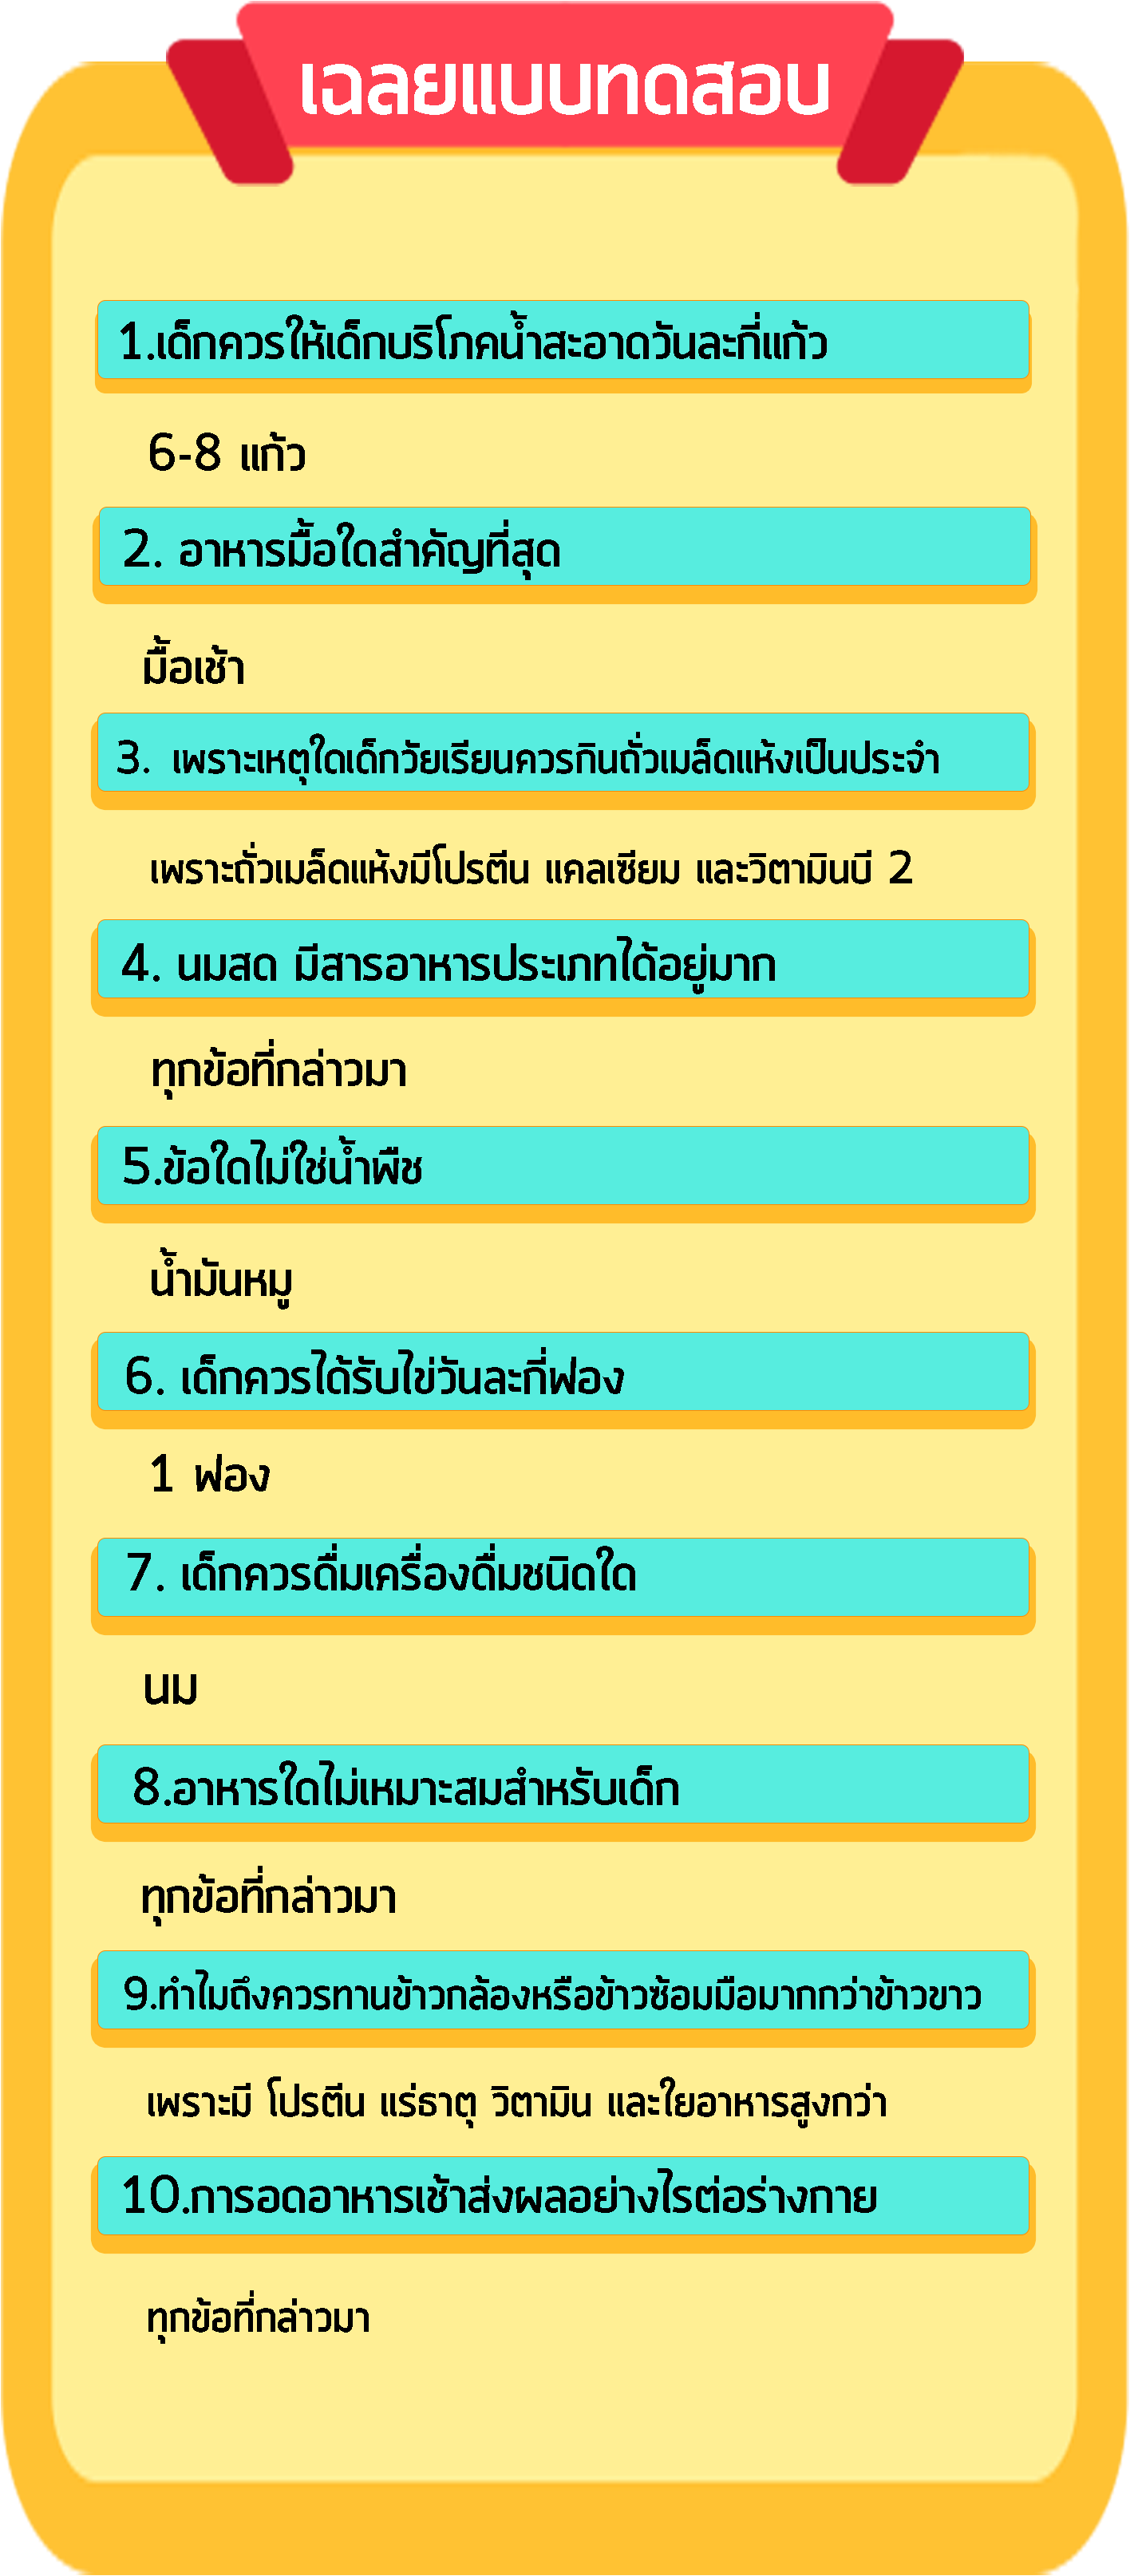 เฉลยแบบทดสอบ
1.เด็กควรให้เด็กบริโภคน้ำสะอาดวันละกี่แก้ว
6-8 แก้ว
2. อาหารมื้อใดสำคัญที่สุด
มื้อเช้า
3. เพราะเหตุใดเด็กวัยเรียนควรกินถั่วเมล็ดแห้งเป็นประจำ
เพราะถั่วเมล็ดแห้งมีโปรตีน แคลเซียม และวิตามินบี 2
4. นมสด มีสารอาหารประเภทได้อยู่มาก
ทุกข้อที่กล่าวมา
5.ข้อใดไม่ใช่น้ำพืช
น้ำมันหมู
6. เด็กควรได้รับไข่วันละกี่ฟอง
1 ฟอง
7. เด็กควรดื่มเครื่องดื่มชนิดใด
นม
8.อาหารใดไม่เหมาะสมสำหรับเด็ก
ทุกข้อที่กล่าวมา
9.ทำไมถึงควรทานข้าวกล้องหรือข้าวซ้อมมือมากกว่าข้าวขาว
เพราะมี โปรตีน แร่ธาตุ วิตามิน และใยอาหารสูงกว่า
10.การอดอาหารเช้าส่งผลอย่างไรต่อร่างกาย
ทุกข้อที่กล่าวมา